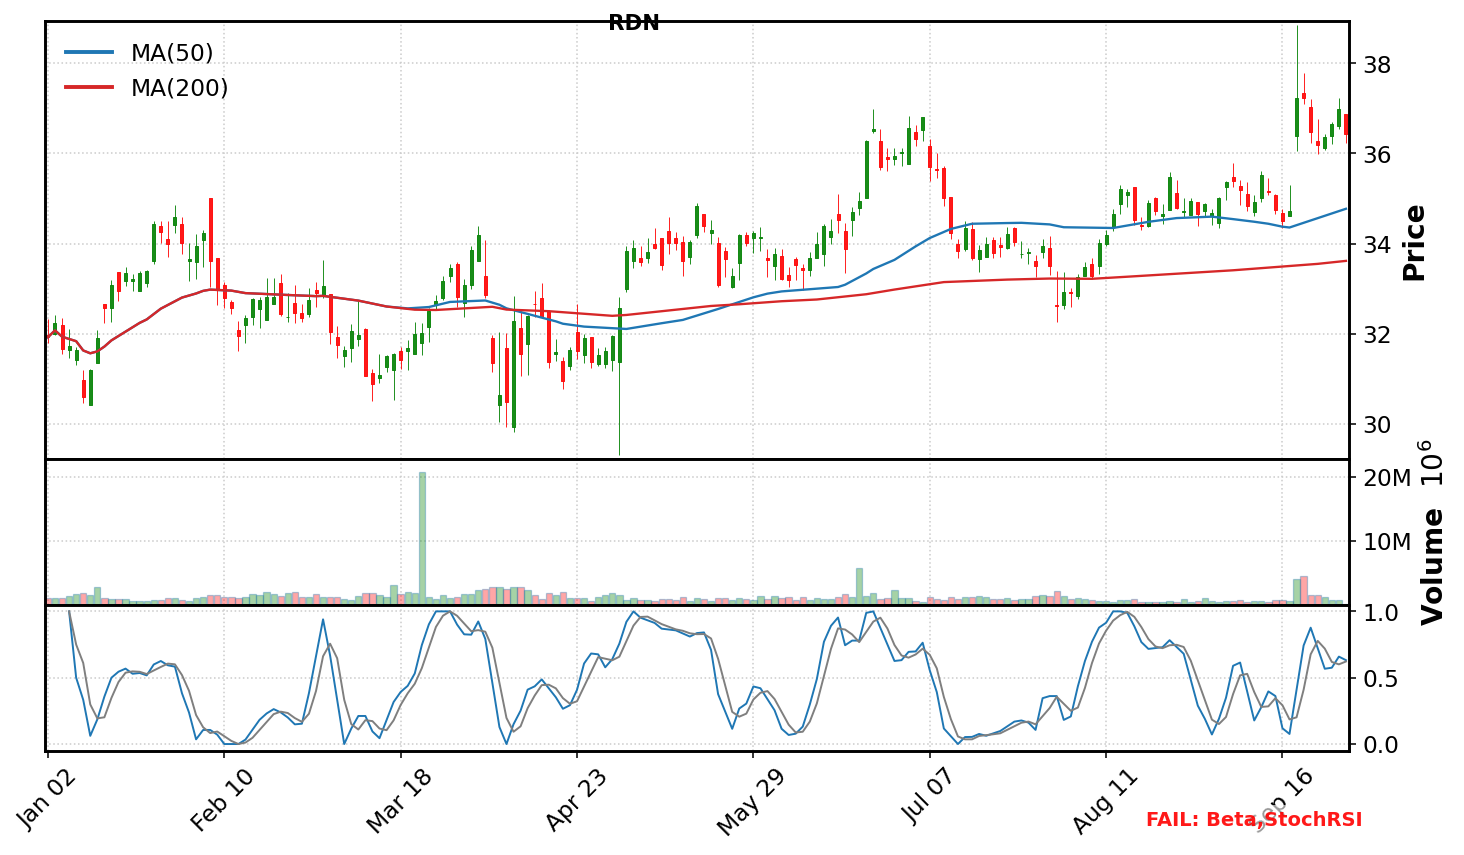 RDN
MA(50)
MA(200)
38
36
34
32
30
Price
20M
10M
Volume 10^6
1.0
0.5
0.0
Jan 02
Feb 10
Mar 18
Apr 23
May 29
Jul 07
Aug 11
Sep 16
FAIL: Beta, StochRSI